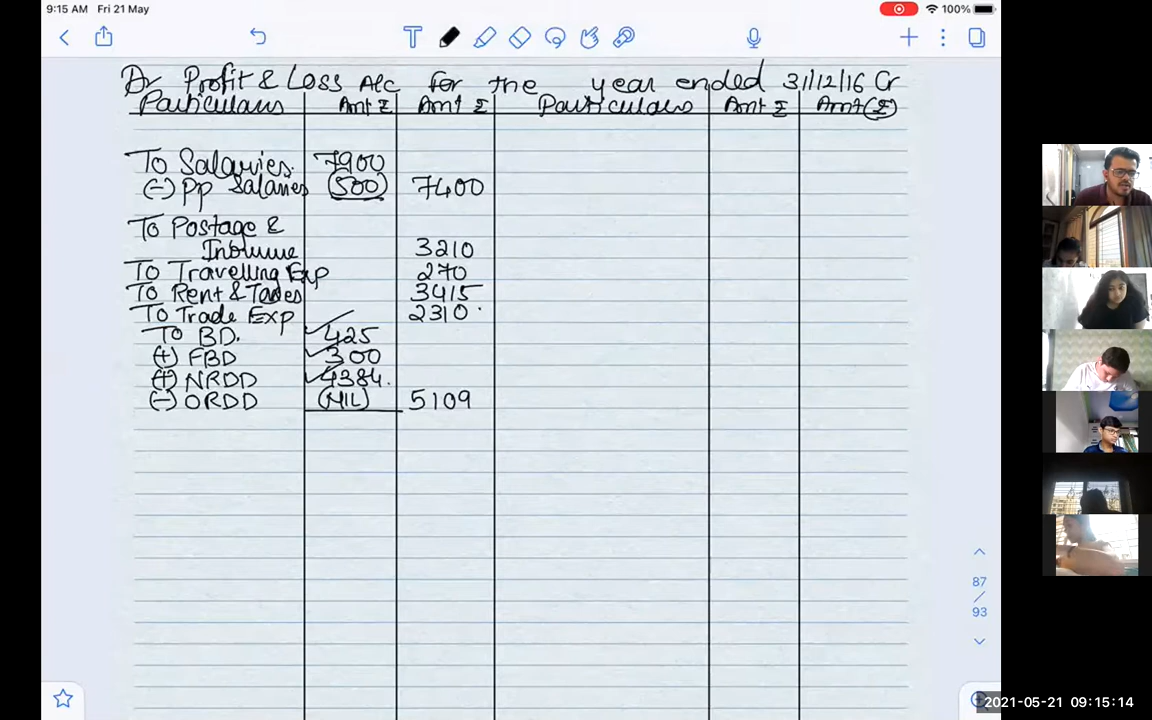 9:15 AM Fri 21 May 100%
Dr Profit & Loss A/c for the year ended 31/12/16 Cr
Particulars Amt ₹ Amt ₹ Particulars Amt ₹ Amt (₹)
To Salaries. 7900
(-) Pp Salaries (500) 7400
To Postage &
3210
To Travelling Exp 270
To Rent & Taxes 3415
To Trade Exp 2310
To BD. 425
(+) FBD 300
(+) NRDD 4384.
(-) ORDD (NIL) 5109
87
/
93
2021-05-21 09:15:14